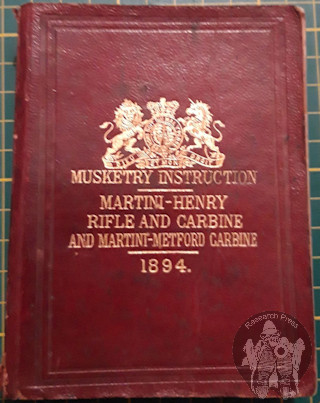 MUSKETRY INSTRUCTION
MARTINI-HENRY
RIFLE AND CARBINE
AND MARTINI-METFORD CARBINE
1894.
Research Press